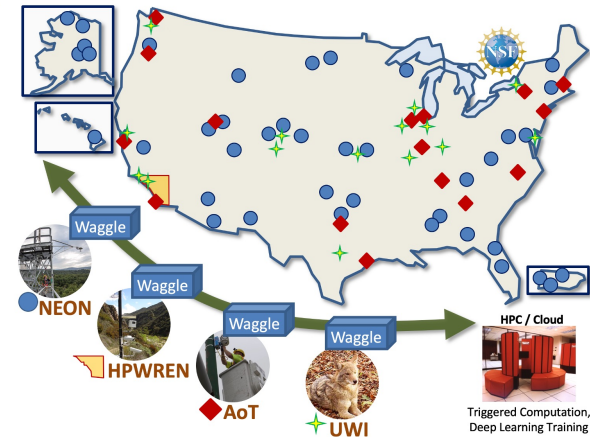 NSF
Waggle
Waggle
Waggle
Waggle
NEON
HPWREN
AoT
UWI
HPC / Cloud
Triggered Computation,
Deep Learning Training